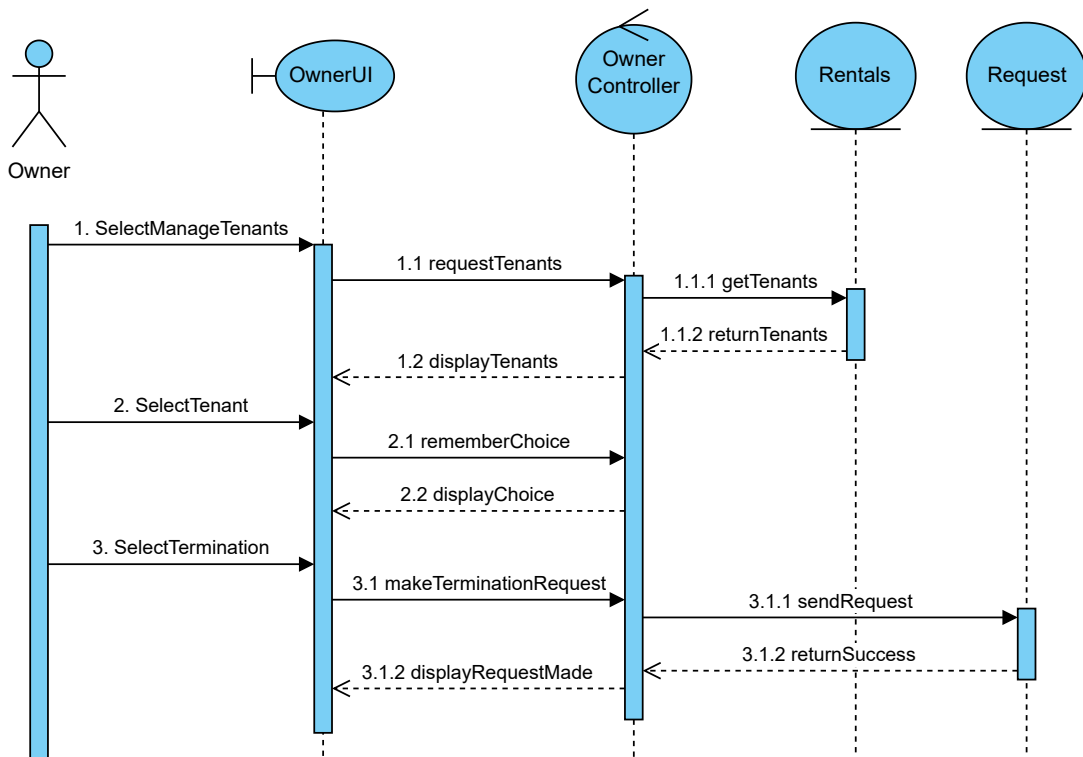 Owner
OwnerUI
Owner
Controller
Rentals
Request
1. SelectManageTenants
1.1 requestTenants
1.1.1 getTenants
1.1.2 returnTenants
1.2 displayTenants
2. SelectTenant
2.1 rememberChoice
2.2 displayChoice
3. SelectTermination
3.1 makeTerminationRequest
3.1.1 sendRequest
3.1.2 returnSuccess
3.1.2 displayRequestMade